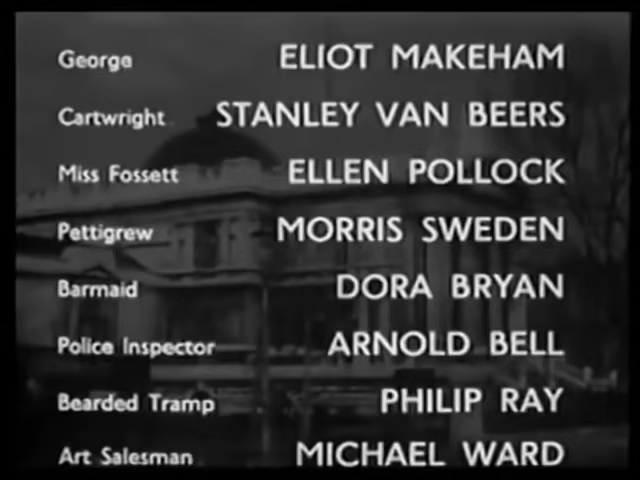 George ELIOT MAKEHAM
Cartwright STANLEY VAN BEERS
Miss Fossett ELLEN POLLOCK
Pettigrew MORRIS SWEDEN
Barmaid DORA BRYAN
Police Inspector ARNOLD BELL
Bearded Tramp PHILIP RAY
Art Salesman MICHAEL WARD